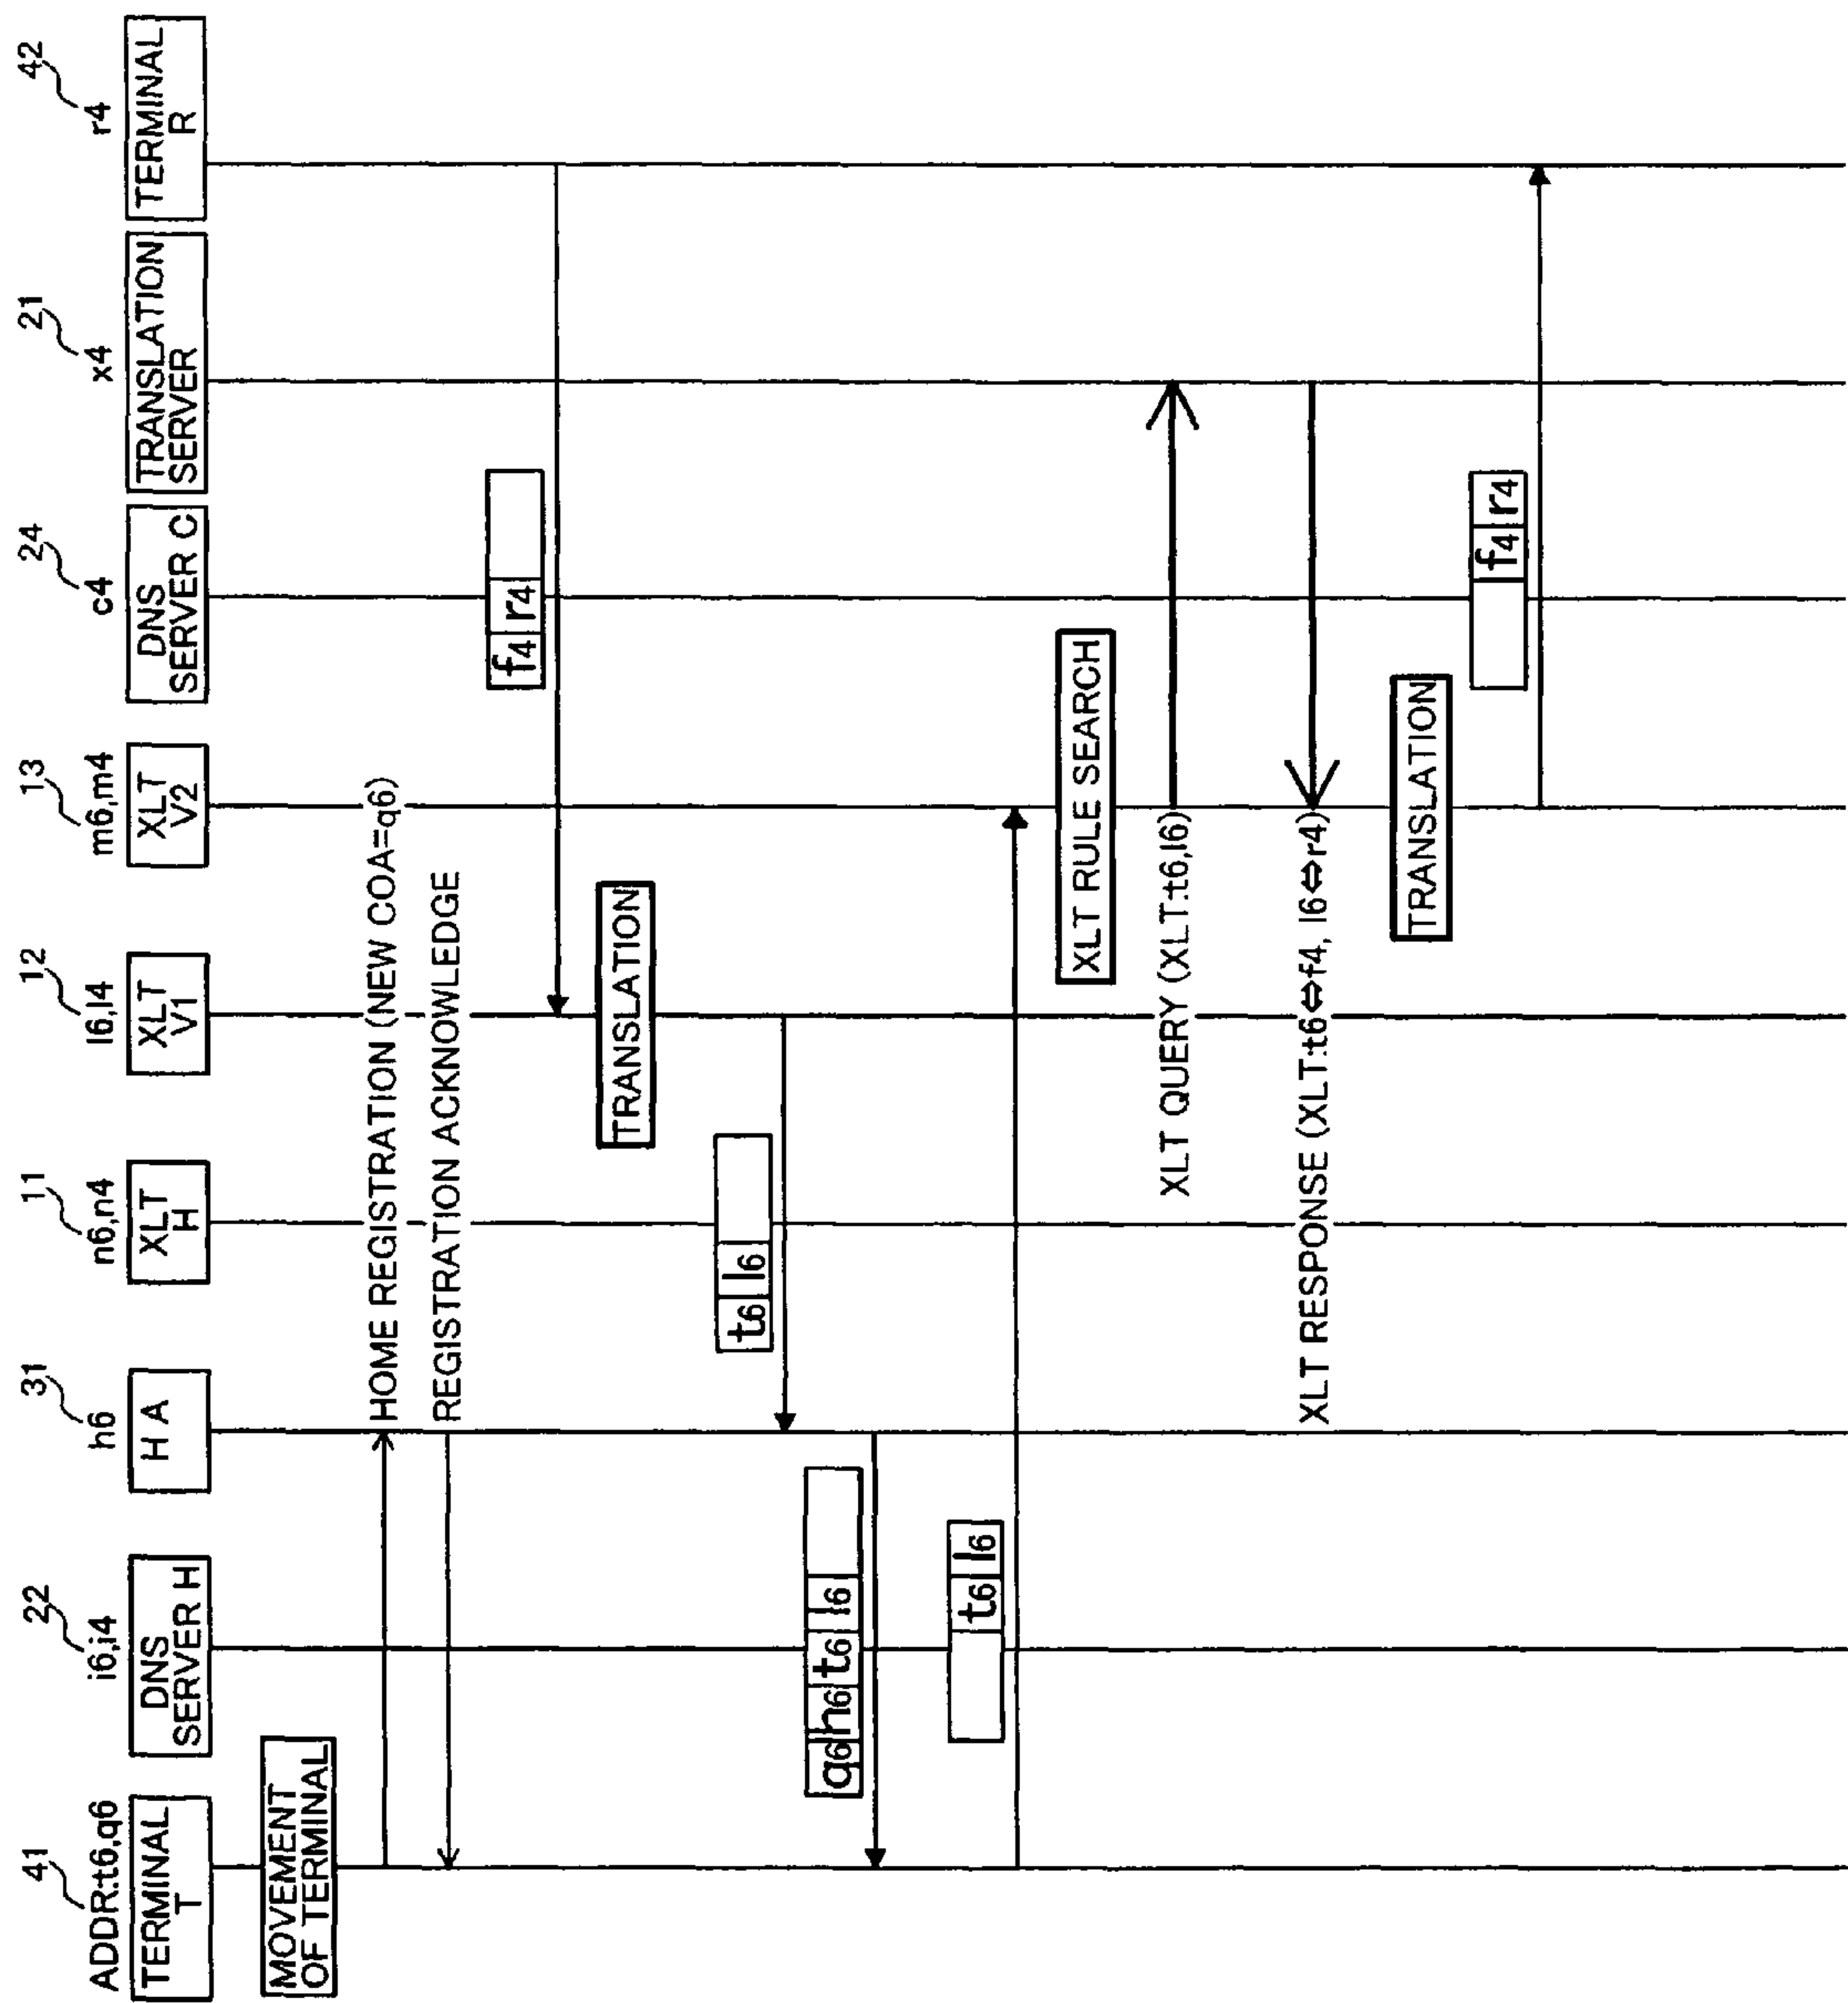 41
ADDR:t6,q6
TERMINAL
T
22
i6,i4
DNS
SERVER H
31
h6
H A
11
n6,n4
XLT
H
12
l6,l4
XLT
V1
13
m6,m4
XLT
V2
24
c4
DNS
SERVER C
21
x4
TRANSLATION
SERVER
42
r4
TERMINAL
R
MOVEMENT
OF TERMINAL
HOME REGISTRATION (NEW COA=q6)
REGISTRATION ACKNOWLEDGE
f4 r4
TRANSLATION
t6 l6
q6 h6 t6 l6
t6 l6
XLT RULE SEARCH
XLT QUERY (XLT:t6,l6)
XLT RESPONSE (XLT:t6⇔f4, l6⇔r4)
TRANSLATION
f4 r4